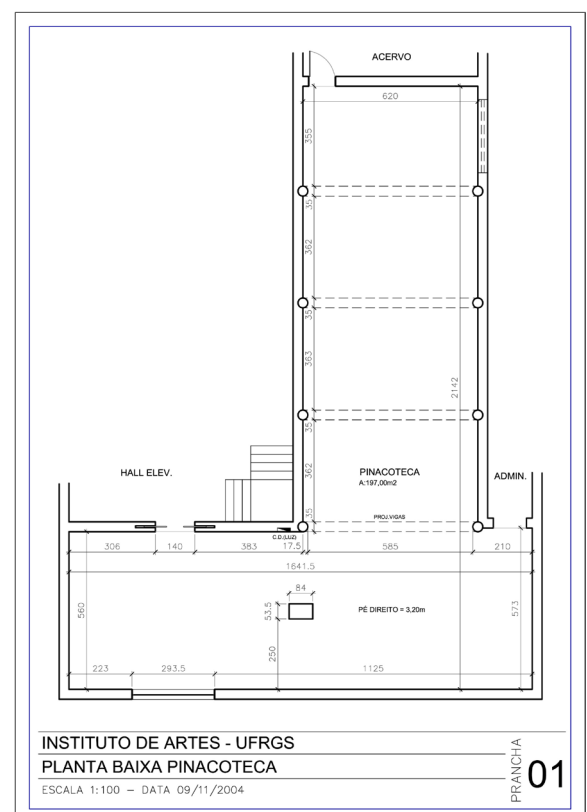 ACERVO
620
355
35
362
35
363
2142
35
362
PINACOTECA
A:197,00m2
HALL ELEV.
ADMIN.
35
PROJ.VIGAS
C.D.(LUZ)
306
140
383
17.5
585
210
1641.5
84
53.5
PÉ DIREITO = 3,20m
560
573
250
223
293.5
1125
INSTITUTO DE ARTES - UFRGS
PLANTA BAIXA PINACOTECA
ESCALA 1:100 – DATA 09/11/2004
PRANCHA
01